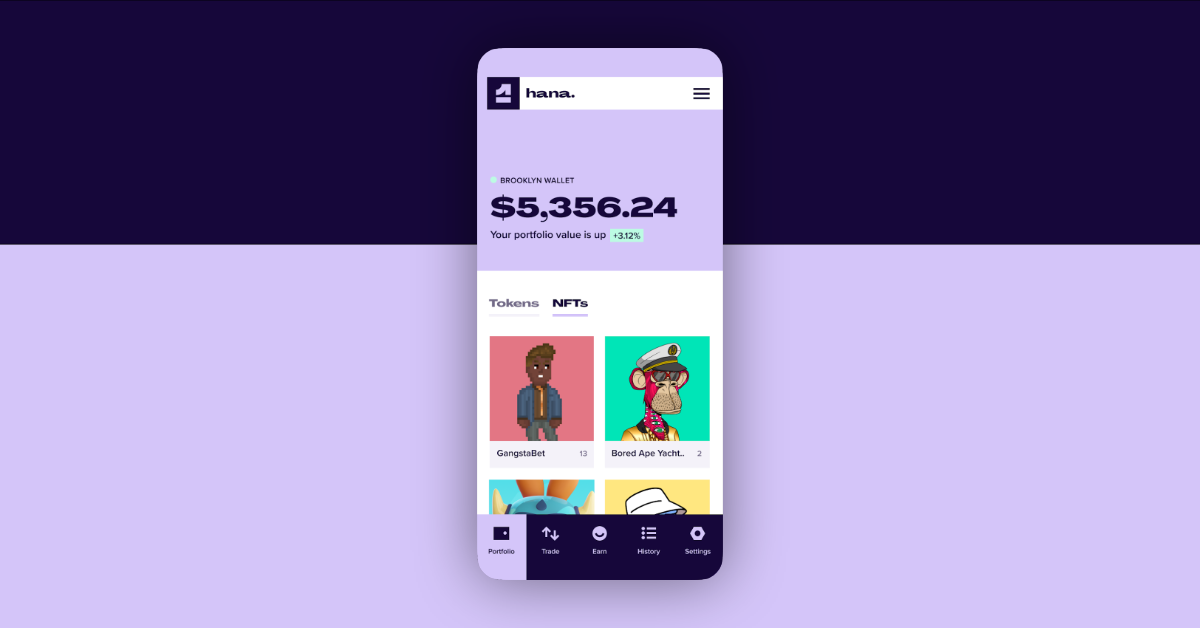 hana.
BROOKLYN WALLET
$5,356.24
Your portfolio value is up +3.12%
Tokens NFTs
GangstaBet 13 Bored Ape Yacht.. 2
Portfolio Trade Earn History Settings